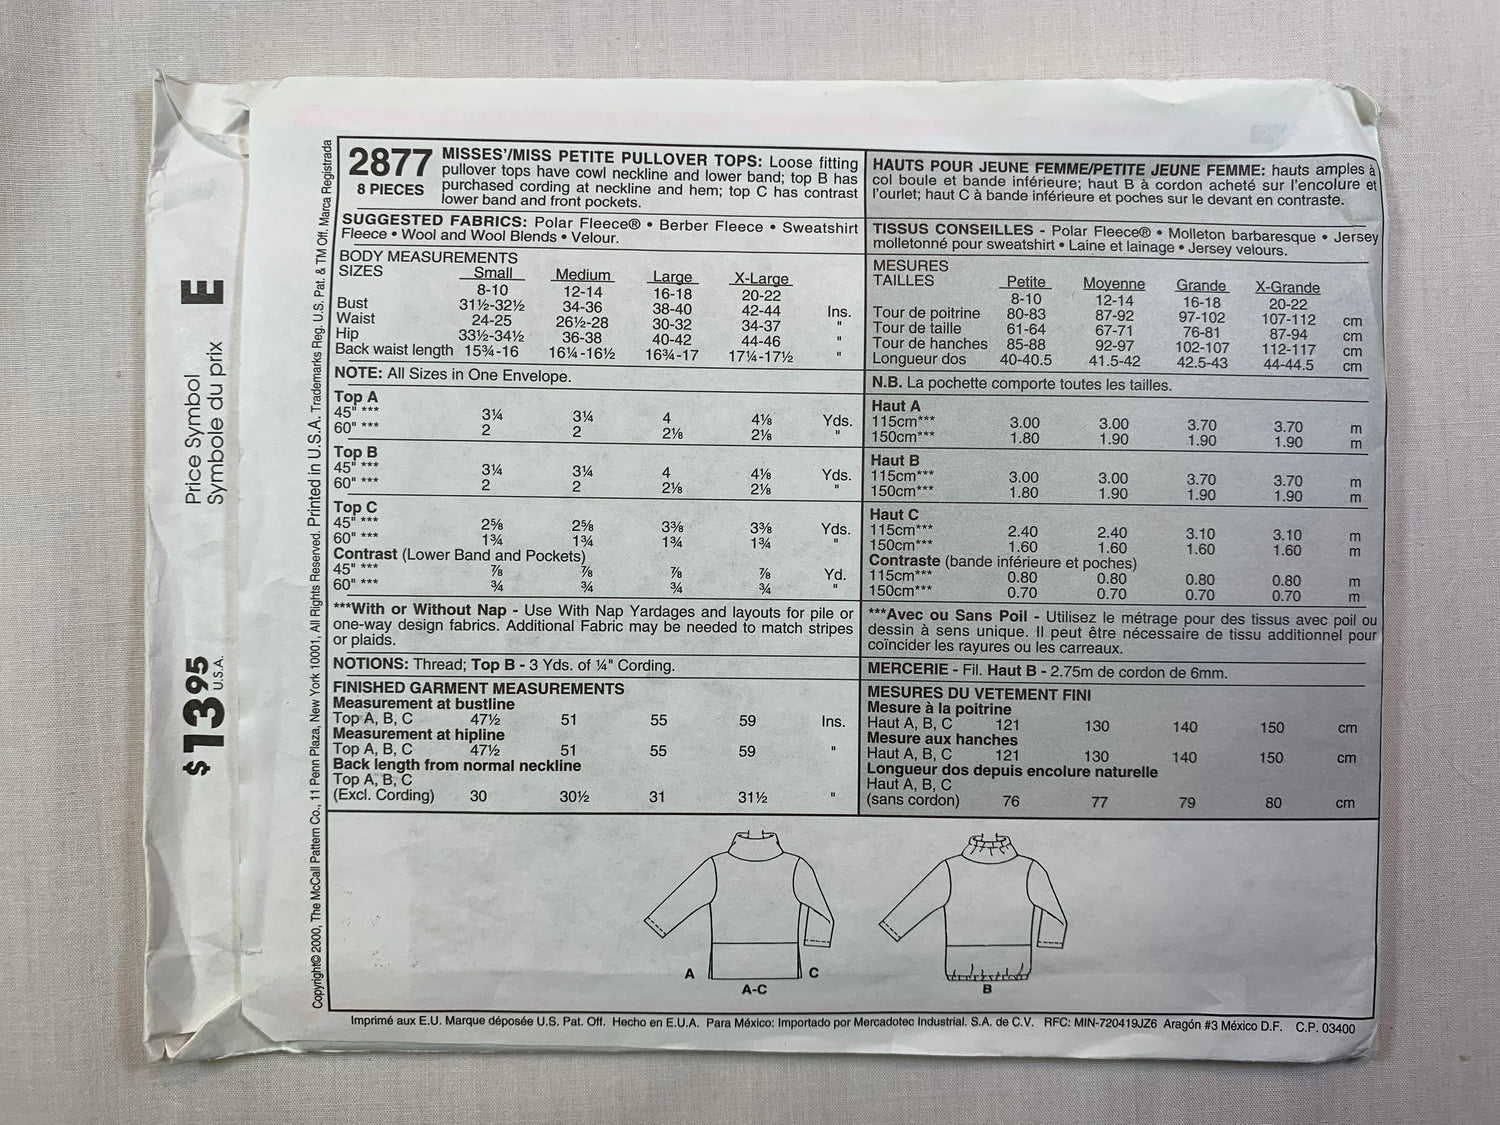 Price Symbol E
Symbole du prix
$13.95 U.S.A.
Copyright© 2000, The McCall Pattern Co., 11 Penn Plaza, New York 10001, All Rights Reserved. Printed in U.S.A. Trademarks Reg. U.S. Pat. & TM Off. Marca Registrada
2877
8 PIECES
MISSES'/MISS PETITE PULLOVER TOPS: Loose fitting
pullover tops have cowl neckline and lower band; top B has
purchased cording at neckline and hem; top C has contrast
lower band and front pockets.
SUGGESTED FABRICS: Polar Fleece® • Berber Fleece • Sweatshirt
Fleece • Wool and Wool Blends • Velour.
BODY MEASUREMENTS
SIZES Small Medium Large X-Large
8-10 12-14 16-18 20-22
Bust 31½-32½ 34-36 38-40 42-44 Ins.
Waist 24-25 26½-28 30-32 34-37 "
Hip 33½-34½ 36-38 40-42 44-46 "
Back waist length 15¾-16 16¼-16½ 16¾-17 17¼-17½ "
NOTE: All Sizes in One Envelope.
Top A
45" *** 3¼ 3¼ 4 4⅛ Yds.
60" *** 2 2 2⅛ 2⅛ "
Top B
45" *** 3¼ 3¼ 4 4⅛ Yds.
60" *** 2 2 2⅛ 2⅛ "
Top C
45" *** 2⅝ 2⅝ 3⅜ 3⅜ Yds.
60" *** 1¾ 1¾ 1¾ 1¾ "
Contrast (Lower Band and Pockets)
45" *** ⅞ ⅞ ⅞ ⅞ Yd.
60" *** ¾ ¾ ¾ ¾ "
***With or Without Nap - Use With Nap Yardages and layouts for pile or
one-way design fabrics. Additional Fabric may be needed to match stripes
or plaids.
NOTIONS: Thread; Top B - 3 Yds. of ¼" Cording.
FINISHED GARMENT MEASUREMENTS
Measurement at bustline
Top A, B, C 47½ 51 55 59 Ins.
Measurement at hipline
Top A, B, C 47½ 51 55 59 "
Back length from normal neckline
Top A, B, C
(Excl. Cording) 30 30½ 31 31½ "
HAUTS POUR JEUNE FEMME/PETITE JEUNE FEMME: hauts amples à
col boule et bande inférieure; haut B à cordon acheté sur l'encolure et
l'ourlet; haut C à bande inférieure et poches sur le devant en contraste.
TISSUS CONSEILLES - Polar Fleece® • Molleton barbaresque • Jersey
molletonné pour sweatshirt • Laine et lainage • Jersey velours.
MESURES
TAILLES Petite Moyenne Grande X-Grande
8-10 12-14 16-18 20-22
Tour de poitrine 80-83 87-92 97-102 107-112 cm
Tour de taille 61-64 67-71 76-81 87-94 cm
Tour de hanches 85-88 92-97 102-107 112-117 cm
Longueur dos 40-40.5 41.5-42 42.5-43 44-44.5 cm
N.B. La pochette comporte toutes les tailles.
Haut A
115cm*** 3.00 3.00 3.70 3.70 m
150cm*** 1.80 1.90 1.90 1.90 m
Haut B
115cm*** 3.00 3.00 3.70 3.70 m
150cm*** 1.80 1.90 1.90 1.90 m
Haut C
115cm*** 2.40 2.40 3.10 3.10 m
150cm*** 1.60 1.60 1.60 1.60 m
Contraste (bande inférieure et poches)
115cm*** 0.80 0.80 0.80 0.80 m
150cm*** 0.70 0.70 0.70 0.70 m
***Avec ou Sans Poil - Utilisez le métrage pour des tissus avec poil ou
dessin à sens unique. Il peut être nécessaire de tissu additionnel pour
coïncider les rayures ou les carreaux.
MERCERIE - Fil. Haut B - 2.75m de cordon de 6mm.
MESURES DU VETEMENT FINI
Mesure à la poitrine
Haut A, B, C 121 130 140 150 cm
Mesure aux hanches
Haut A, B, C 121 130 140 150 cm
Longueur dos depuis encolure naturelle
Haut A, B, C
(sans cordon) 76 77 79 80 cm
A C
A-C B
Imprimé aux E.U. Marque déposée U.S. Pat. Off. Hecho en E.U.A. Para México: Importado por Mercadotec Industrial. S.A. de C.V. RFC: MIN-720419JZ6 Aragón #3 México D.F. C.P. 03400